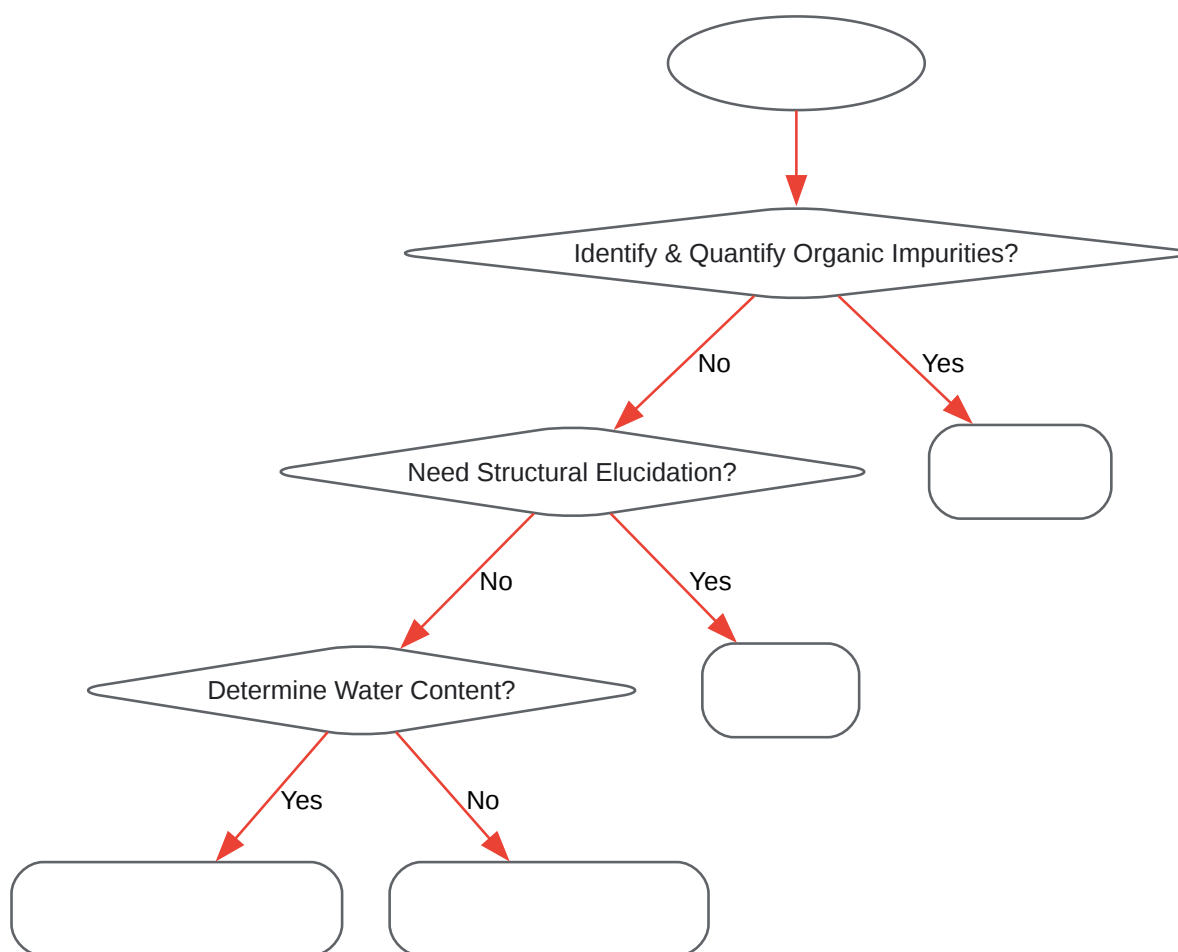 Identify & Quantify Organic Impurities?
No
Yes
Need Structural Elucidation?
No
Yes
Determine Water Content?
Yes
No